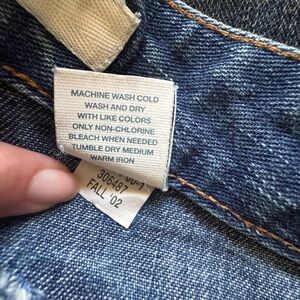 MACHINE WASH COLD
WASH AND DRY
WITH LIKE COLORS
ONLY NON-CHLORINE
BLEACH WHEN NEEDED
TUMBLE DRY MEDIUM
WARM IRON
306487
FALL '02